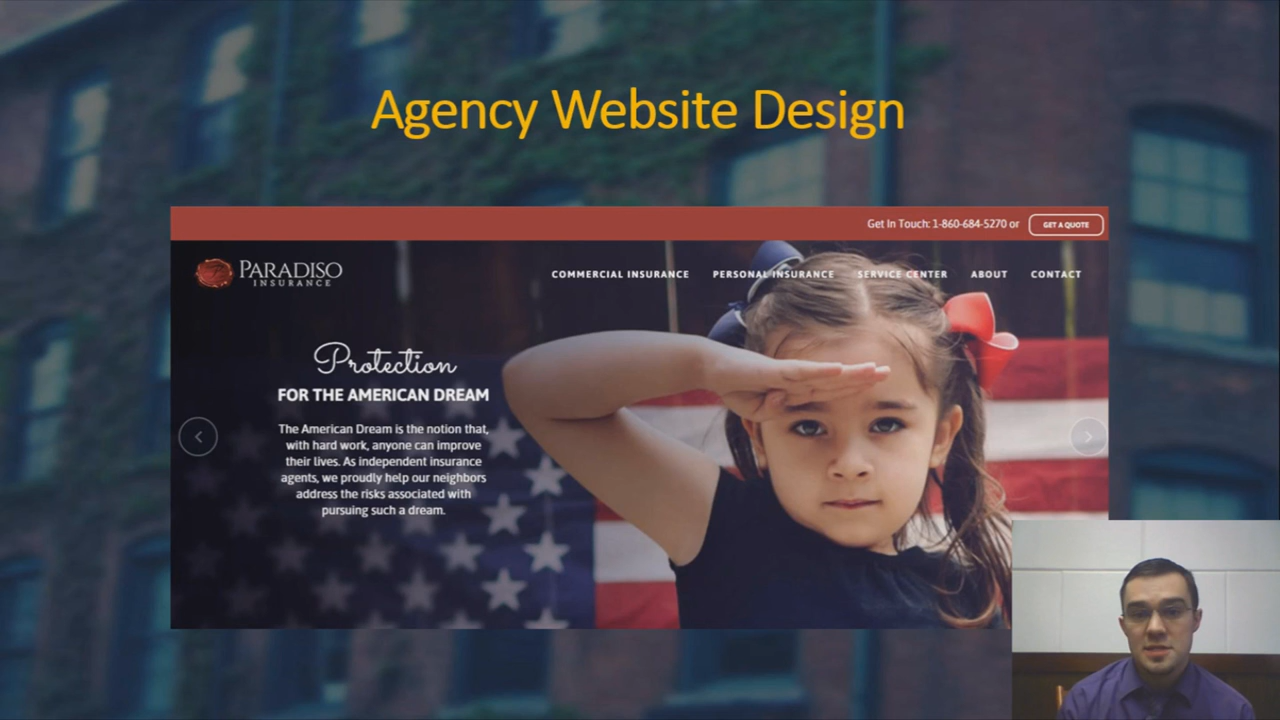 Agency Website Design
Get In Touch: 1-860-684-5270 or GET A QUOTE
PARADISO
INSURANCE
COMMERCIAL INSURANCE PERSONAL INSURANCE SERVICE CENTER ABOUT CONTACT
Protection
FOR THE AMERICAN DREAM
The American Dream is the notion that,
with hard work, anyone can improve
their lives. As independent insurance
agents, we proudly help our neighbors
address the risks associated with
pursuing such a dream.